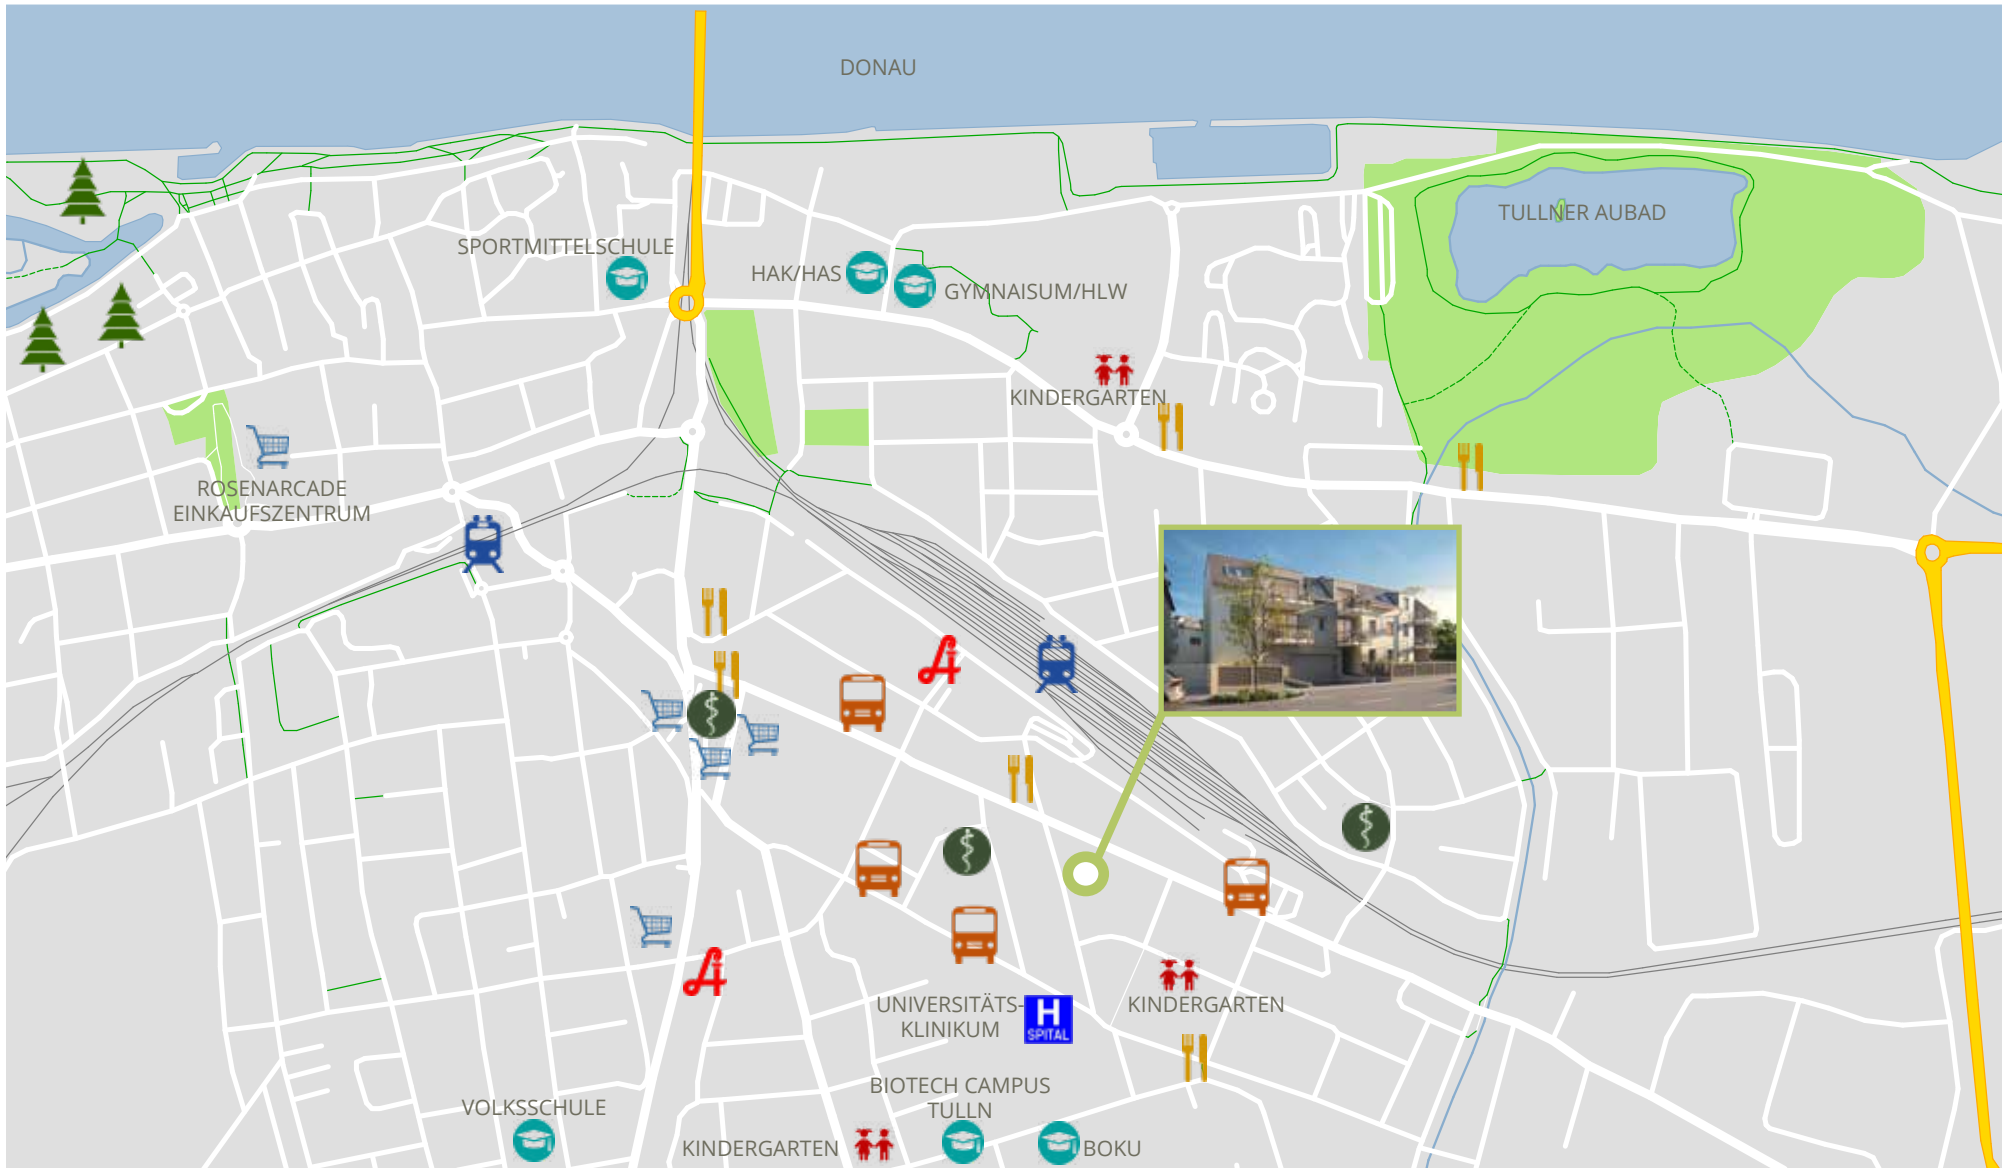 DONAU
TULLNER AUBAD
SPORTMITTELSCHULE
HAK/HAS
GYMNAISUM/HLW
KINDERGARTEN
ROSENARCADE
EINKAUFSZENTRUM
UNIVERSITÄTS-
KLINIKUM
H
SPITAL
KINDERGARTEN
BIOTECH CAMPUS
TULLN
VOLKSSCHULE
KINDERGARTEN
BOKU